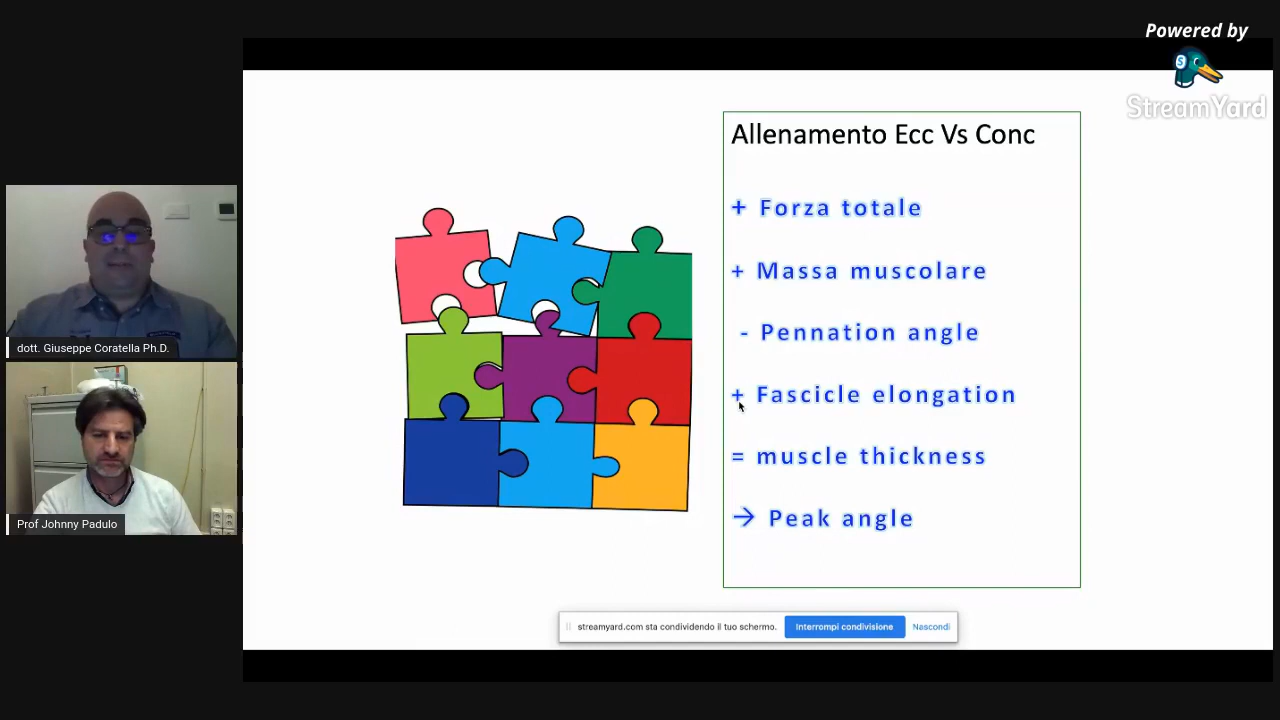 Powered by
S
StreamYard
Allenamento Ecc Vs Conc
+ Forza totale
+ Massa muscolare
- Pennation angle
+ Fascicle elongation
= muscle thickness
→ Peak angle
dott. Giuseppe Coratella Ph.D.
Prof Johnny Padulo
streamyard.com sta condividendo il tuo schermo.
Interrompi condivisione
Nascondi